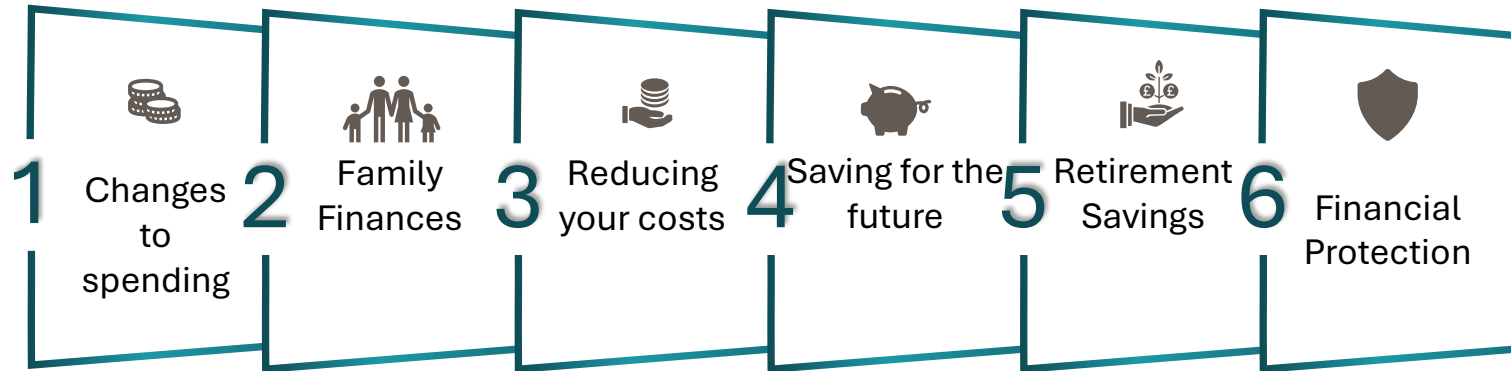 1
Changes
to
spending
2
Family
Finances
3
Reducing
your costs
4
Saving for the
future
5
££
Retirement
Savings
6
Financial
Protection